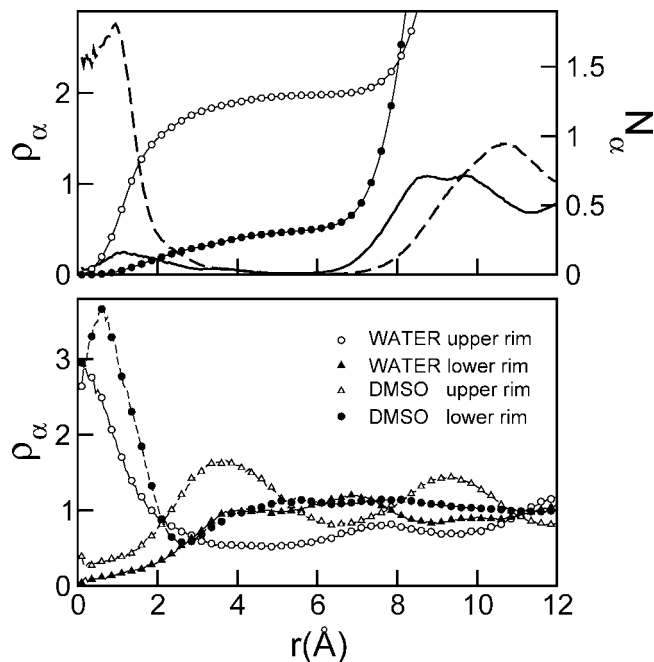 2
1
0
ρα
1.5
1
0.5
0
Nα
3
2
1
0
ρα
WATER upper rim
WATER lower rim
DMSO upper rim
DMSO lower rim
0 2 4 6 8 10 12
r(Å)